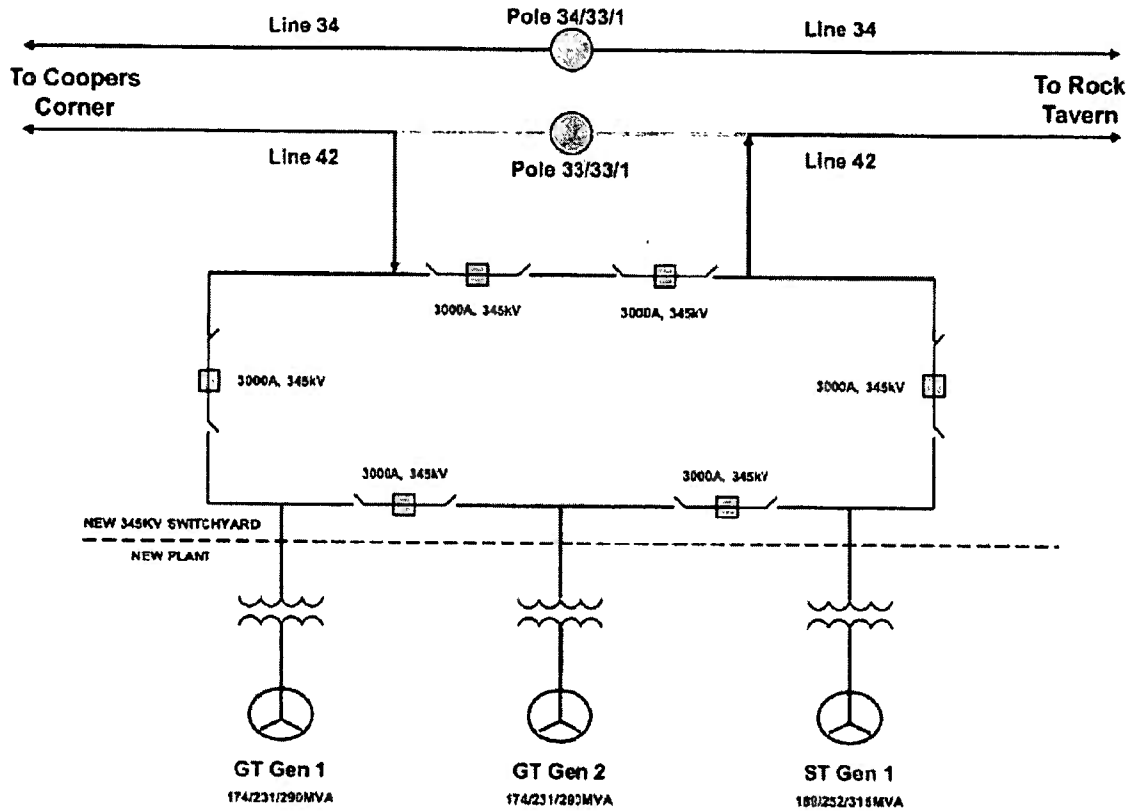 Line 34
Pole 34/33/1
Line 34
To Coopers
Corner
To Rock
Tavern
Line 42
Pole 33/33/1
Line 42
3000A, 345kV
3000A, 345kV
3000A, 345kV
3000A, 345kV
3000A, 345kV
3000A, 345kV
NEW 345KV SWITCHYARD
NEW PLANT
GT Gen 1
GT Gen 2
ST Gen 1
174/231/290MVA